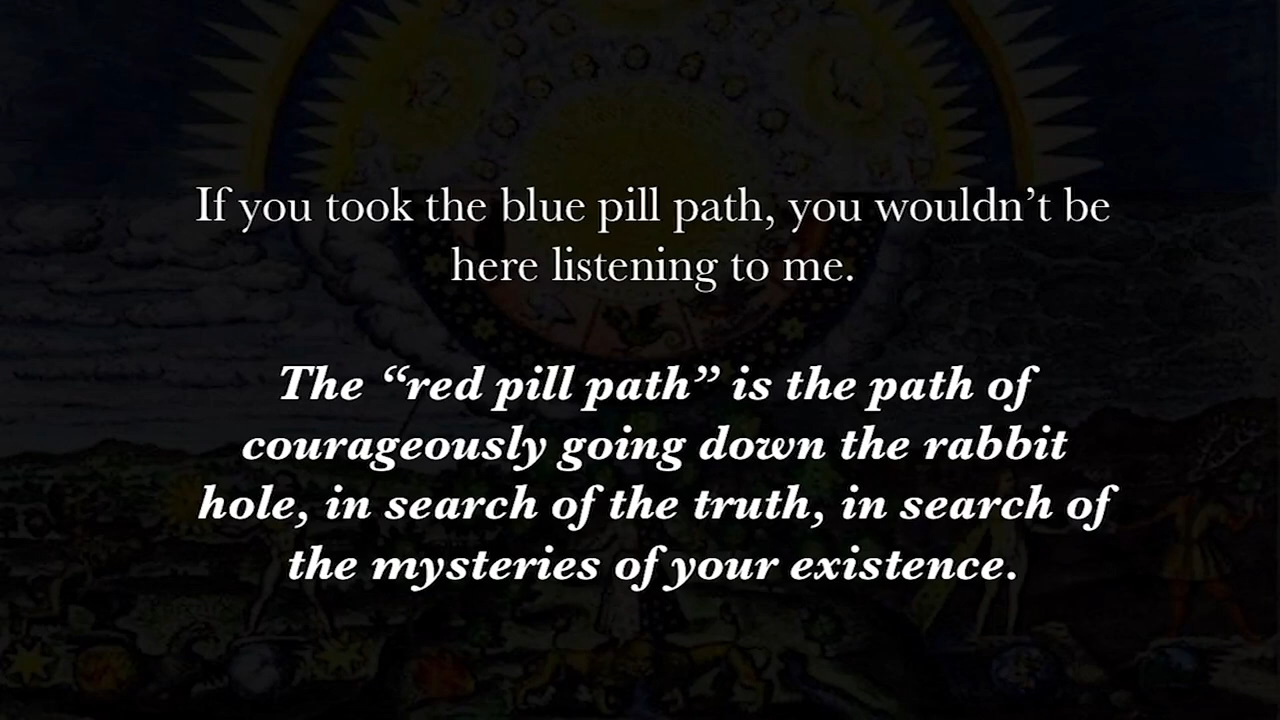 If you took the blue pill path, you wouldn’t be
here listening to me.
The “red pill path” is the path of
courageously going down the rabbit
hole, in search of the truth, in search of
the mysteries of your existence.